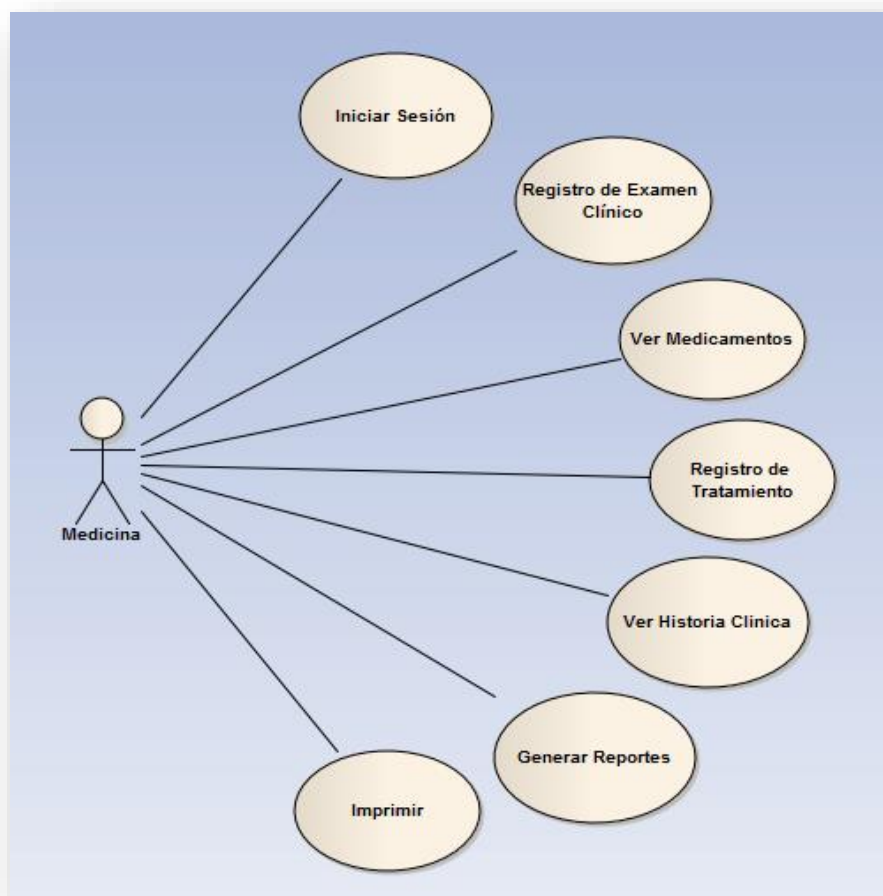 Iniciar Sesión
Registro de Examen
Clínico
Ver Medicamentos
Registro de
Tratamiento
Medicina
Ver Historia Clinica
Generar Reportes
Imprimir